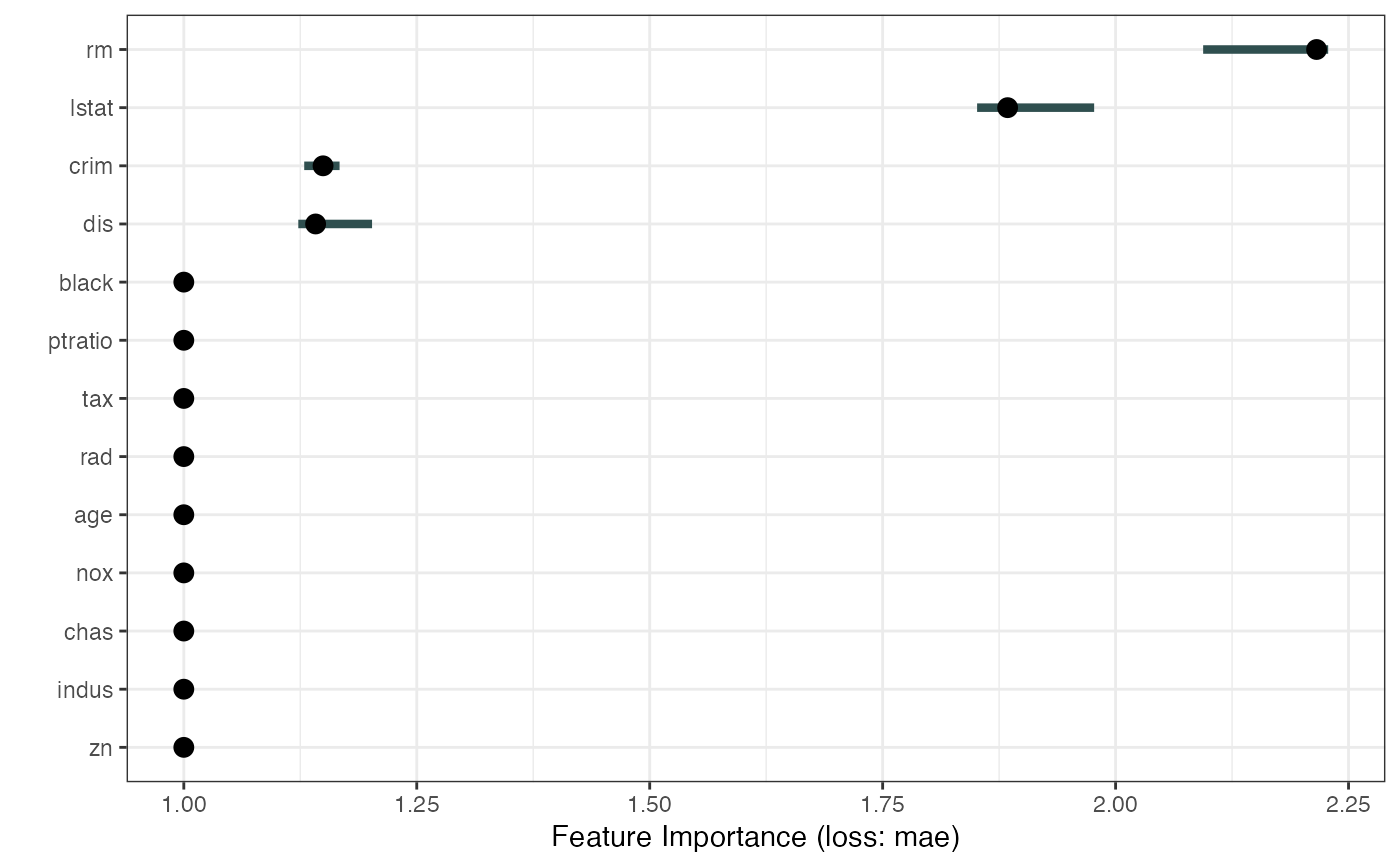 rm
lstat
crim
dis
black
ptratio
tax
rad
age
nox
chas
indus
zn
1.00 1.25 1.50 1.75 2.00 2.25
Feature Importance (loss: mae)